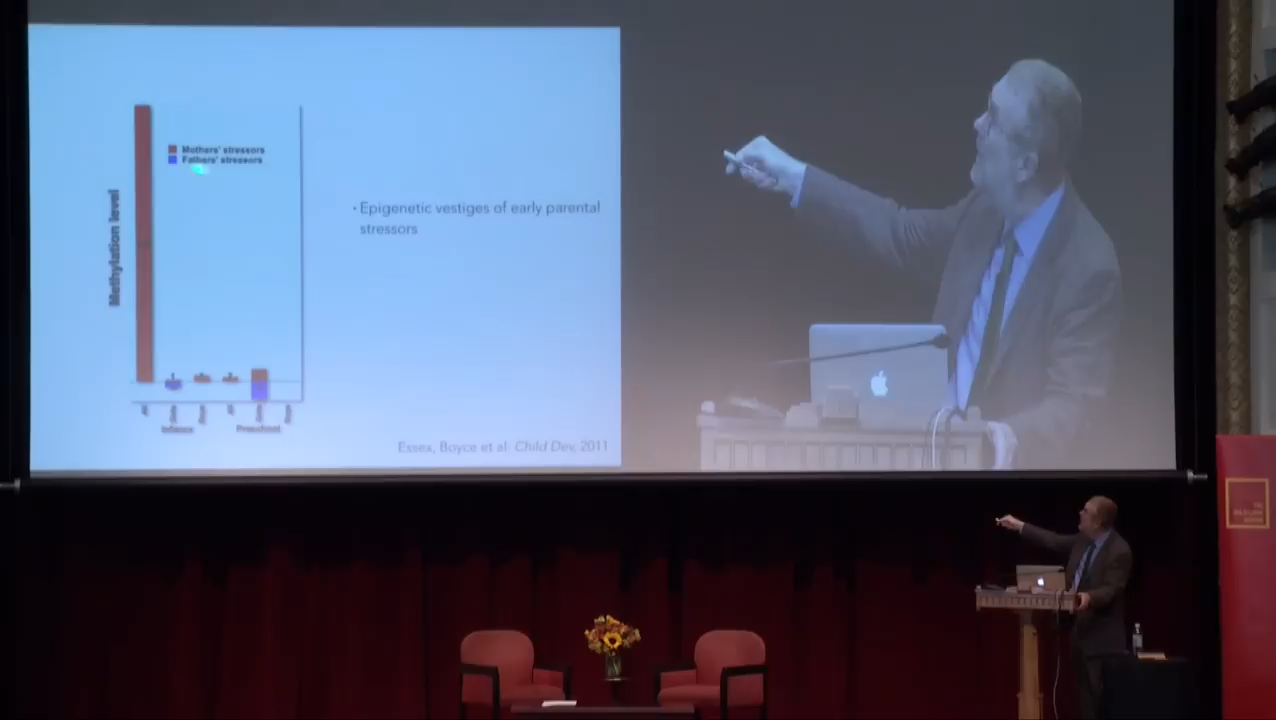 Mothers' stressors
Fathers' stressors
Methylation level
· Epigenetic vestiges of early parental
stressors
Infancy
Preschool
Essex, Boyce et al. Child Dev, 2011